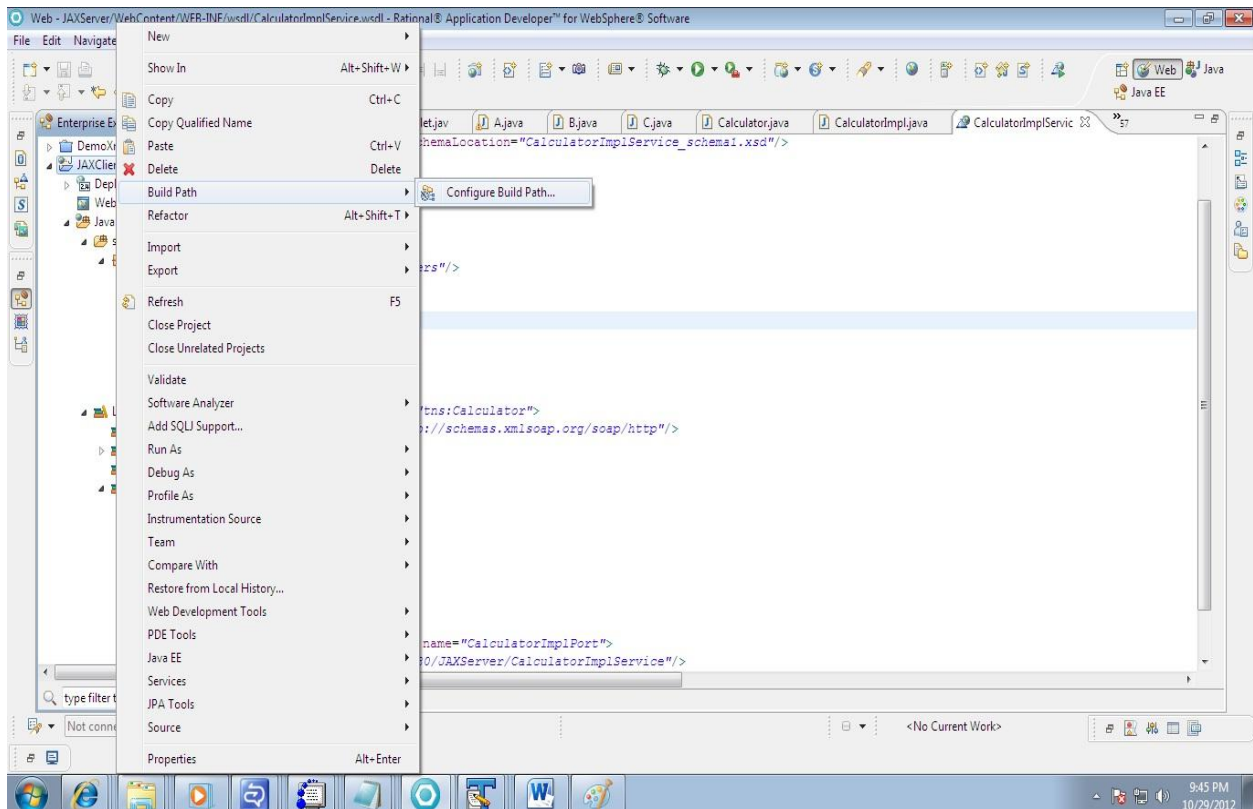 Web - JAXServer/WebContent/WEB-INF/wsdl/CalculatorImplService.wsdl - Rational® Application Developer™ for WebSphere® Software
File Edit Navigate
Web Java
Java EE
Enterprise Ex
let.jav A.java B.java C.java Calculator.java CalculatorImpl.java CalculatorImplServic 57
DemoXr
JAXClier
Depl
Web
Java
s
L
New
Show In Alt+Shift+W
Copy Ctrl+C
Copy Qualified Name
Paste Ctrl+V
Delete Delete
Build Path
Configure Build Path...
Refactor Alt+Shift+T
Import
Export
Refresh F5
Close Project
Close Unrelated Projects
Validate
Software Analyzer
Add SQLJ Support...
Run As
Debug As
Profile As
Instrumentation Source
Team
Compare With
Restore from Local History...
Web Development Tools
PDE Tools
Java EE
Services
JPA Tools
Source
Properties Alt+Enter
hemaLocation="CalculatorImplService_schema1.xsd"/>
ers"/>
"tns:Calculator">
://schemas.xmlsoap.org/soap/http"/>
name="CalculatorImplPort">
30/JAXServer/CalculatorImplService"/>
type filter t
Not conne
<No Current Work>
9:45 PM
10/29/2012